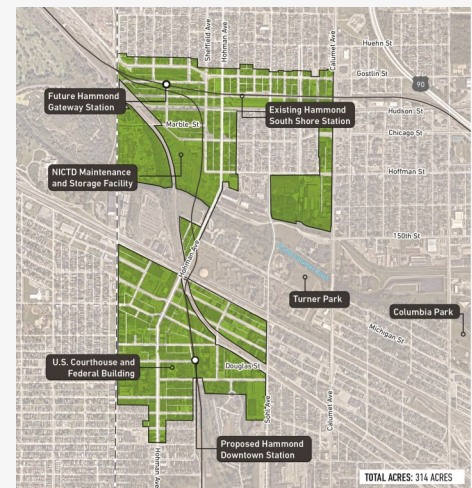 Sheffield Ave
Hohman Ave
Calumet Ave
Huehn St
Gostlin St
90
Future Hammond
Gateway Station
Existing Hammond
South Shore Station
Hudson St
Marble St
Chicago St
NICTD Maintenance
and Storage Facility
Hoffman St
150th St
Hohman Ave
Turner Park
Columbia Park
Michigan St
U.S. Courthouse and
Federal Building
Douglas St
Sohl Ave
Calumet Ave
Proposed Hammond
Downtown Station
Hohman Ave
TOTAL ACRES: 314 ACRES